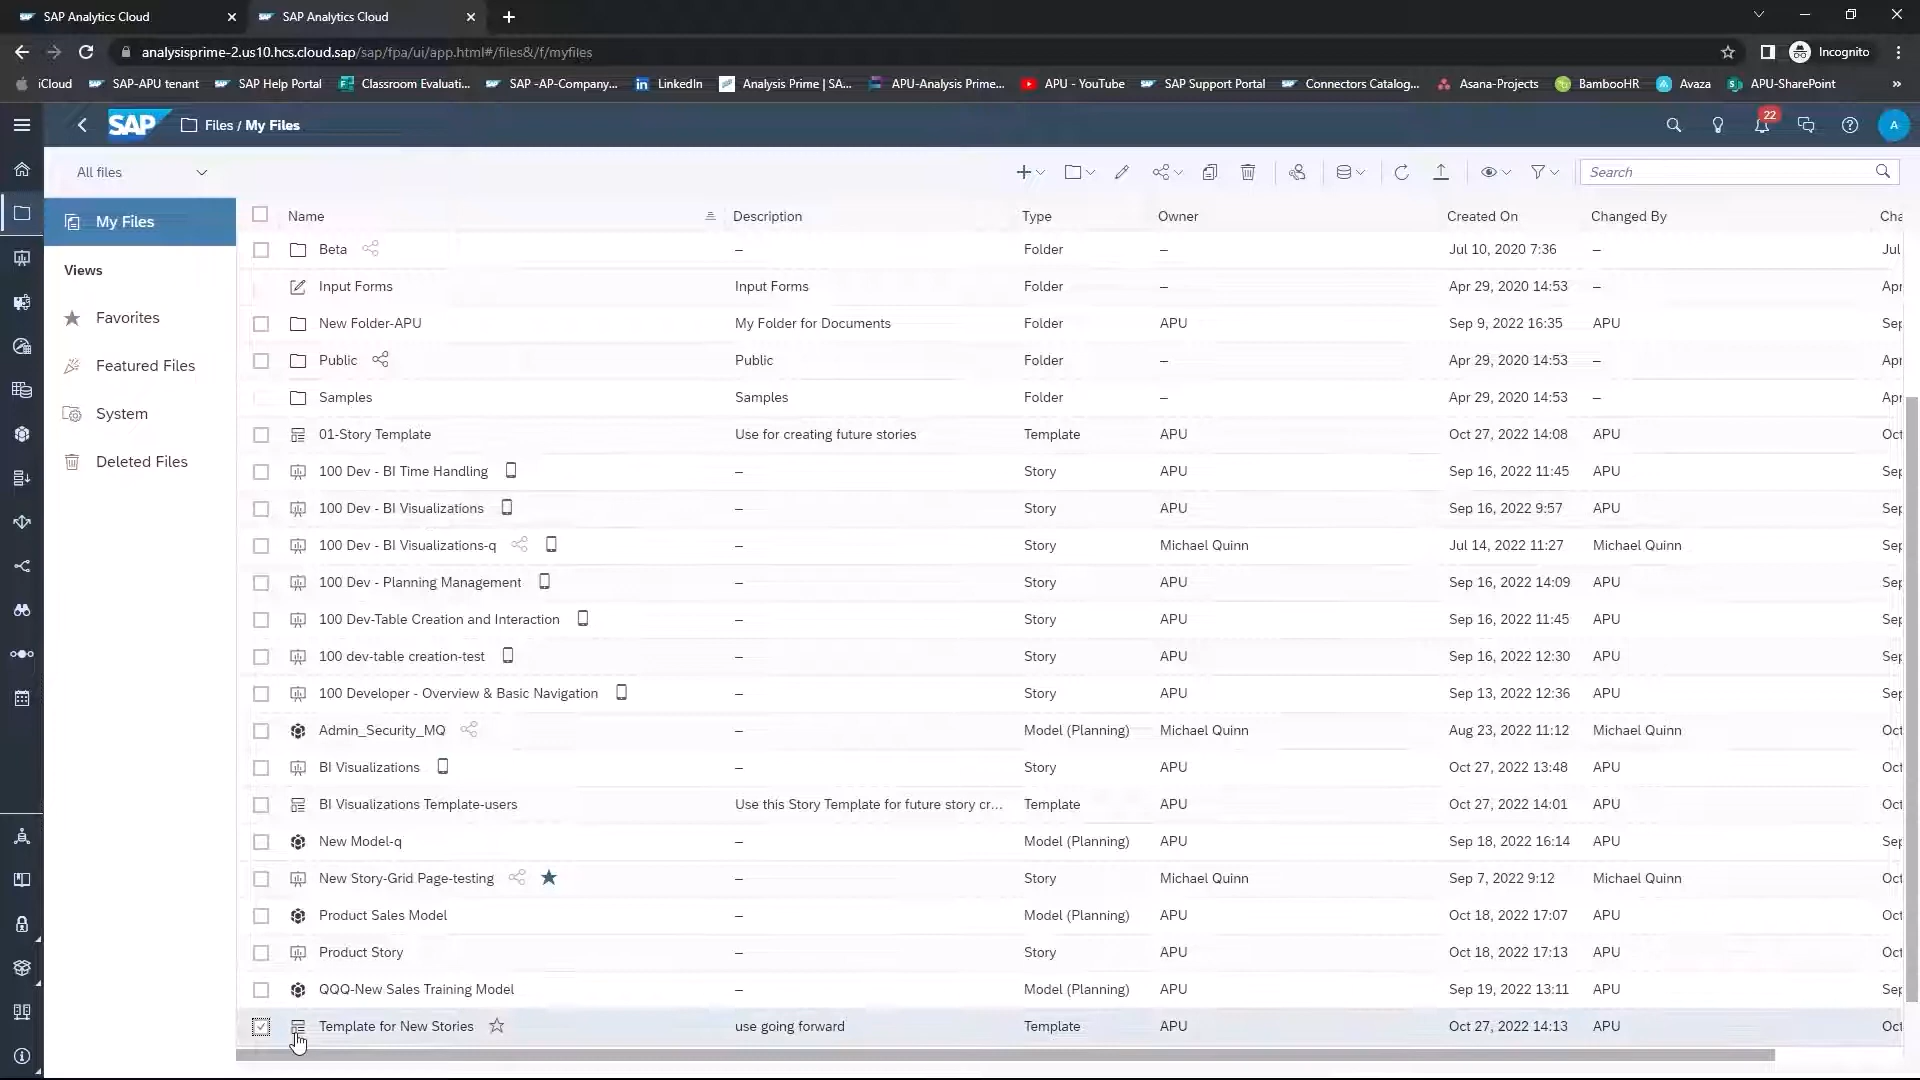 SAP Analytics Cloud
SAP Analytics Cloud
analysisprime-2.us10.hcs.cloud.sap/sap/fpa/ui/app.html#/files&/f/myfiles
Incognito
iCloud SAP-APU tenant SAP Help Portal Classroom Evaluati... SAP -AP-Company... LinkedIn Analysis Prime | SA... APU-Analysis Prime... APU - YouTube SAP Support Portal Connectors Catalog... Asana-Projects BambooHR Avaza APU-SharePoint »
SAP Files / My Files 22 A
All files Search
My Files
Views
Favorites
Featured Files
System
Deleted Files
Name Description Type Owner Created On Changed By Cha
Beta – Folder – Jul 10, 2020 7:36 – Jul
Input Forms Input Forms Folder – Apr 29, 2020 14:53 – Apr
New Folder-APU My Folder for Documents Folder APU Sep 9, 2022 16:35 APU Sep
Public Public Folder – Apr 29, 2020 14:53 – Apr
Samples Samples Folder – Apr 29, 2020 14:53 – Apr
01-Story Template Use for creating future stories Template APU Oct 27, 2022 14:08 APU Oct
100 Dev - BI Time Handling – Story APU Sep 16, 2022 11:45 APU Sep
100 Dev - BI Visualizations – Story APU Sep 16, 2022 9:57 APU Sep
100 Dev - BI Visualizations-q – Story Michael Quinn Jul 14, 2022 11:27 Michael Quinn Sep
100 Dev - Planning Management – Story APU Sep 16, 2022 14:09 APU Sep
100 Dev-Table Creation and Interaction – Story APU Sep 16, 2022 11:45 APU Sep
100 dev-table creation-test – Story APU Sep 16, 2022 12:30 APU Sep
100 Developer - Overview & Basic Navigation – Story APU Sep 13, 2022 12:36 APU Sep
Admin_Security_MQ – Model (Planning) Michael Quinn Aug 23, 2022 11:12 Michael Quinn Oct
BI Visualizations – Story APU Oct 27, 2022 13:48 APU Oct
BI Visualizations Template-users Use this Story Template for future story cr... Template APU Oct 27, 2022 14:01 APU Oct
New Model-q – Model (Planning) APU Sep 18, 2022 16:14 APU Sep
New Story-Grid Page-testing – Story Michael Quinn Sep 7, 2022 9:12 Michael Quinn Oct
Product Sales Model – Model (Planning) APU Oct 18, 2022 17:07 APU Oct
Product Story – Story APU Oct 18, 2022 17:13 APU Oct
QQQ-New Sales Training Model – Model (Planning) APU Sep 19, 2022 13:11 APU Sep
Template for New Stories use going forward Template APU Oct 27, 2022 14:13 APU Oct